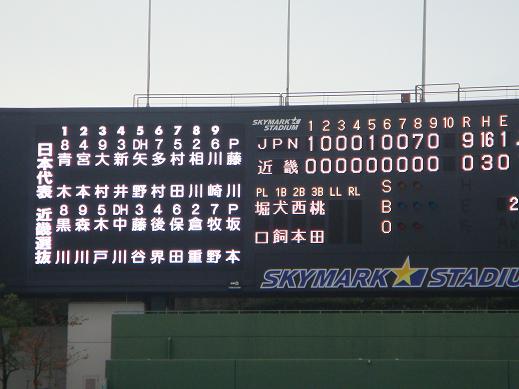 SKYMARK STADIUM
1 2 3 4 5 6 7 8 9
8 4 9 3 DH 7 5 2 6 P
日本代表
青 宮 大 新 矢 多 村 相 川 藤
木 本 村 井 野 村 田 川 崎 川
8 9 5 DH 3 4 6 2 7 P
近畿選抜
黒 森 木 中 藤 後 保 倉 牧 坂
川 川 戸 川 谷 界 田 重 野 本
1 2 3 4 5 6 7 8 9 10 R H E
JPN 1 0 0 0 1 0 0 7 0 9 16 1
近畿 0 0 0 0 0 0 0 0 0 0 3 0
PL 1B 2B 3B LL RL S
堀 犬 西 桃 B
口 飼 本 田 O
SKYMARK STADIUM